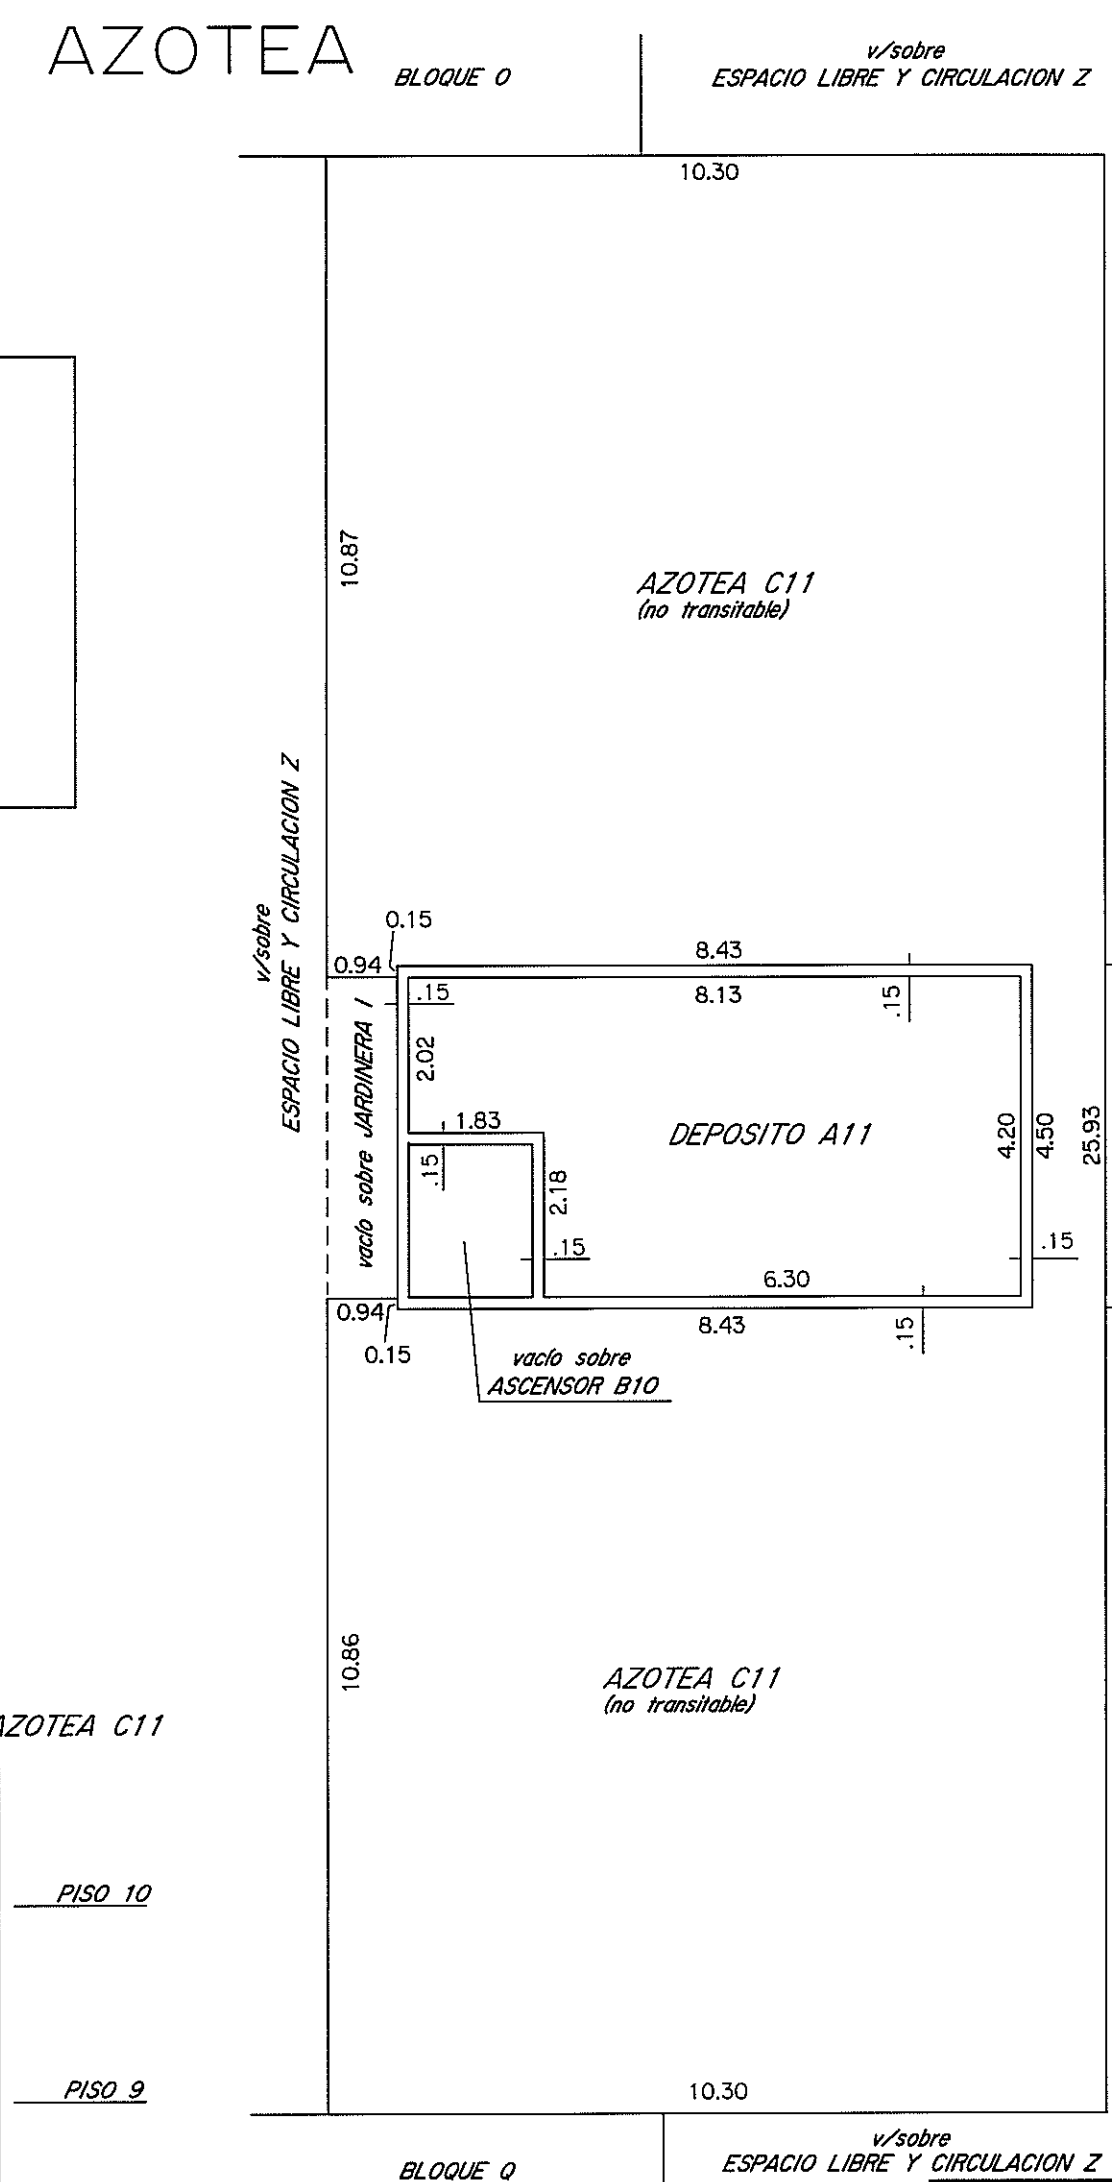 AZOTEA
BLOQUE O
v/sobre
ESPACIO LIBRE Y CIRCULACION Z
10.30
10.87
AZOTEA C11
(no transitable)
v/sobre
ESPACIO LIBRE Y CIRCULACION Z
0.15
0.94
8.43
.15
8.13
.15
2.02
vacío sobre JARDINERA I
1.83
.15
DEPOSITO A11
4.20
4.50
25.93
2.18
.15
.15
6.30
0.94
0.15
8.43
.15
vacío sobre
ASCENSOR B10
10.86
AZOTEA C11
(no transitable)
AZOTEA C11
PISO 10
PISO 9
10.30
BLOQUE Q
v/sobre
ESPACIO LIBRE Y CIRCULACION Z